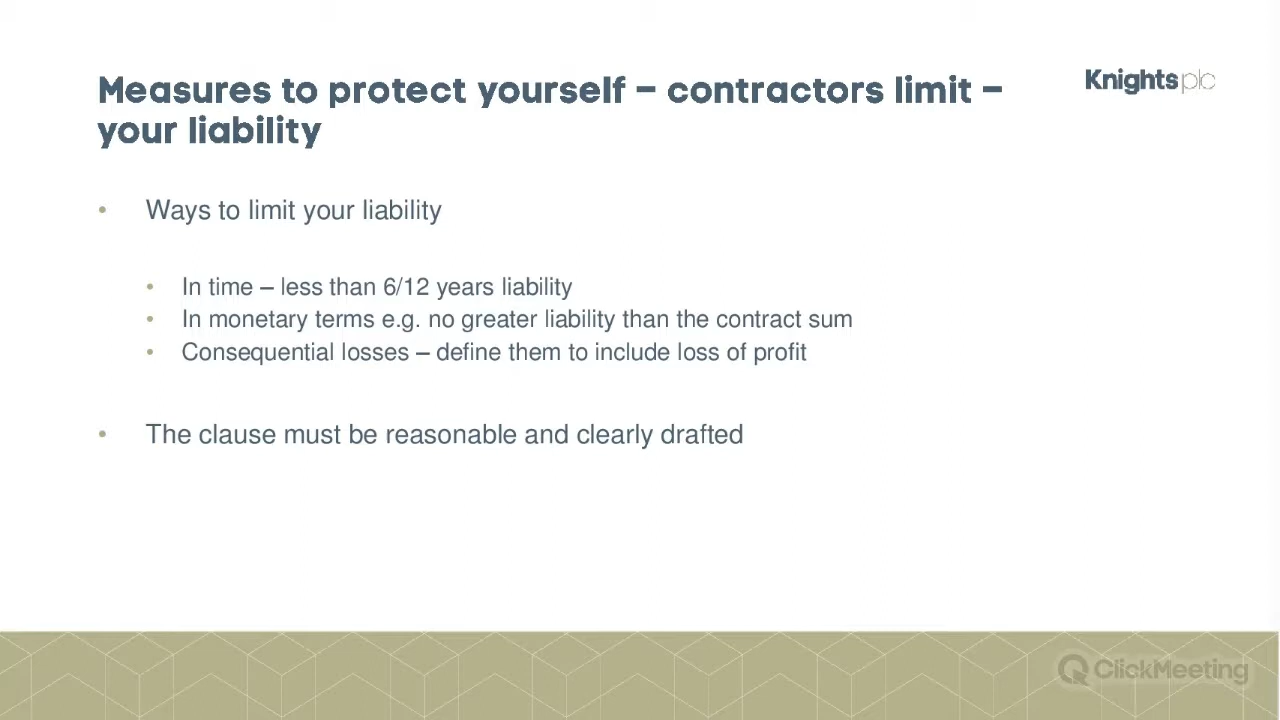 Measures to protect yourself – contractors limit –
your liability
Knights plc
• Ways to limit your liability
• In time – less than 6/12 years liability
• In monetary terms e.g. no greater liability than the contract sum
• Consequential losses – define them to include loss of profit
• The clause must be reasonable and clearly drafted
ClickMeeting